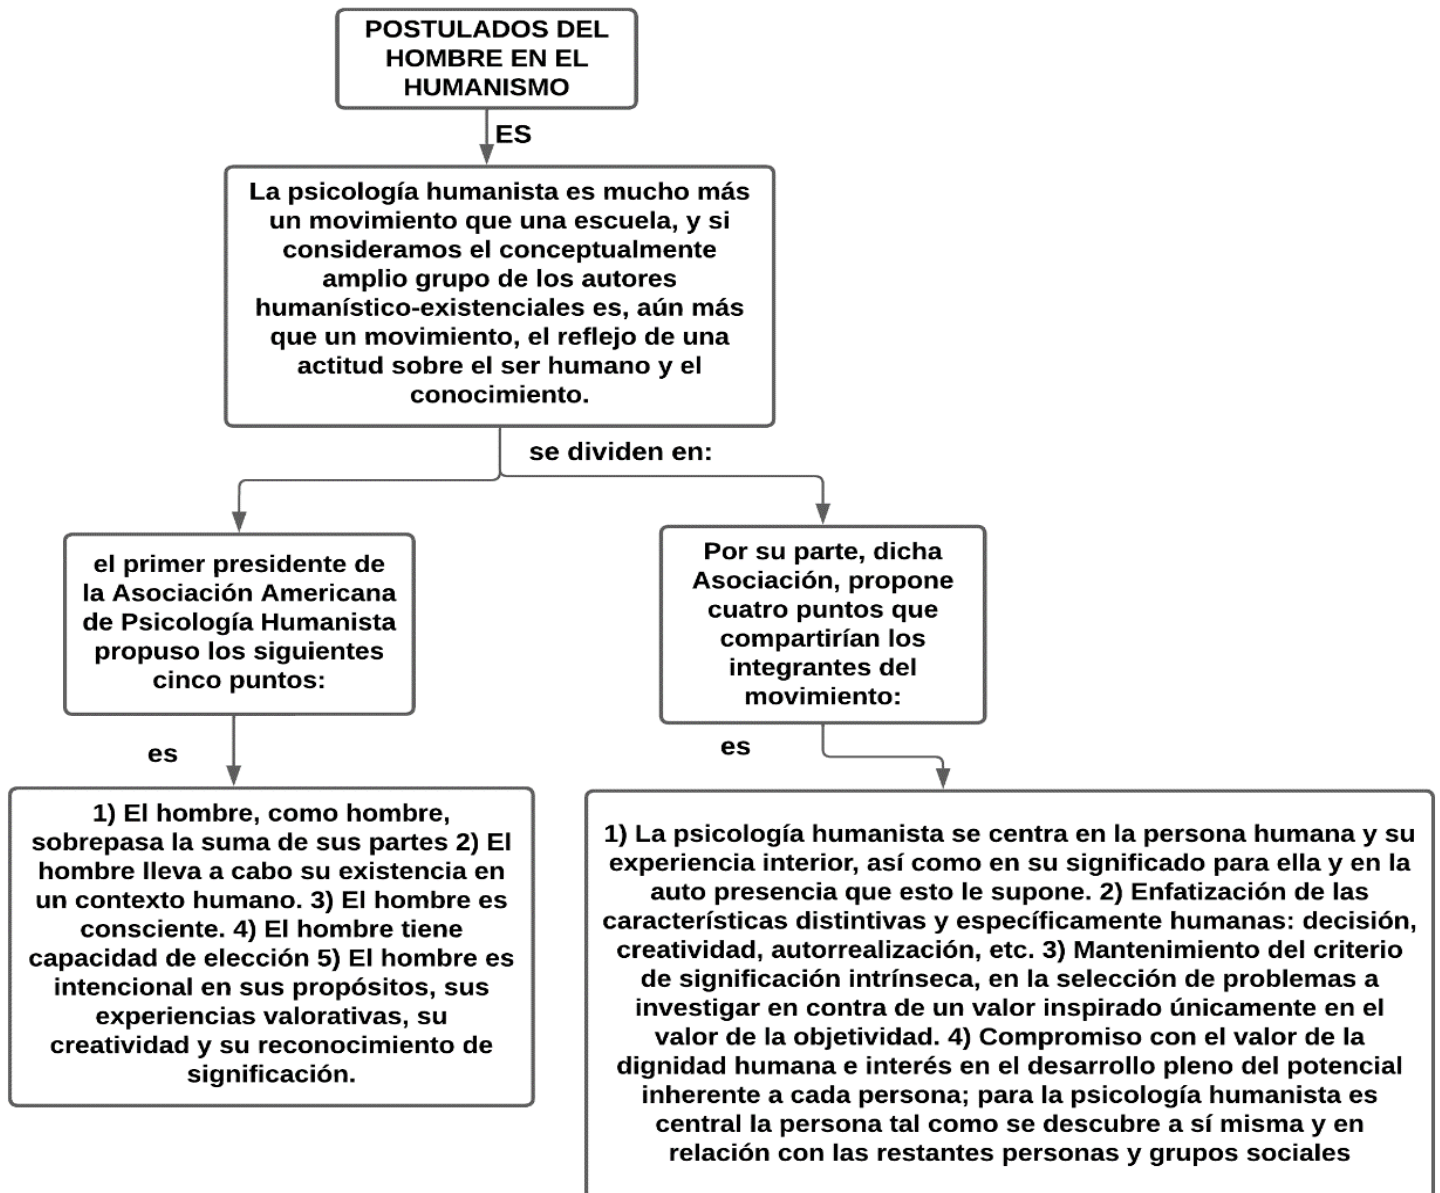 POSTULADOS DEL
HOMBRE EN EL
HUMANISMO
ES
La psicología humanista es mucho más
un movimiento que una escuela, y si
consideramos el conceptualmente
amplio grupo de los autores
humanístico-existenciales es, aún más
que un movimiento, el reflejo de una
actitud sobre el ser humano y el
conocimiento.
se dividen en:
el primer presidente de
la Asociación Americana
de Psicología Humanista
propuso los siguientes
cinco puntos:
es
1) El hombre, como hombre,
sobrepasa la suma de sus partes 2) El
hombre lleva a cabo su existencia en
un contexto humano. 3) El hombre es
consciente. 4) El hombre tiene
capacidad de elección 5) El hombre es
intencional en sus propósitos, sus
experiencias valorativas, su
creatividad y su reconocimiento de
significación.
Por su parte, dicha
Asociación, propone
cuatro puntos que
compartirían los
integrantes del
movimiento:
es
1) La psicología humanista se centra en la persona humana y su
experiencia interior, así como en su significado para ella y en la
auto presencia que esto le supone. 2) Enfatización de las
características distintivas y específicamente humanas: decisión,
creatividad, autorrealización, etc. 3) Mantenimiento del criterio
de significación intrínseca, en la selección de problemas a
investigar en contra de un valor inspirado únicamente en el
valor de la objetividad. 4) Compromiso con el valor de la
dignidad humana e interés en el desarrollo pleno del potencial
inherente a cada persona; para la psicología humanista es
central la persona tal como se descubre a sí misma y en
relación con las restantes personas y grupos sociales